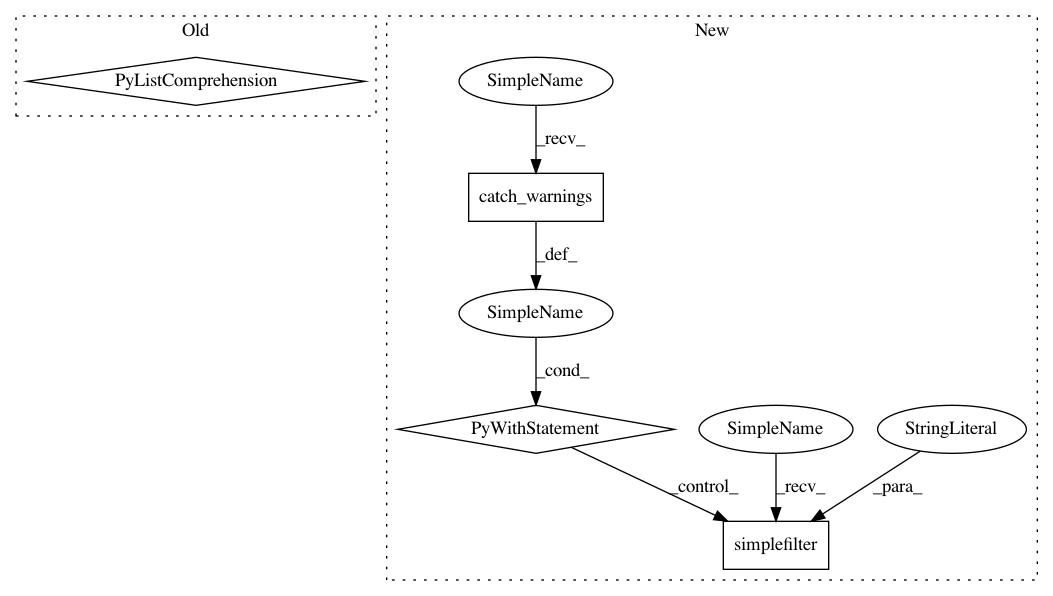 Old
New
PyListComprehension
SimpleName
_recv_
catch_warnings
_def_
SimpleName
_cond_
PyWithStatement
SimpleName
StringLiteral
_control_
_recv_
_para_
simplefilter